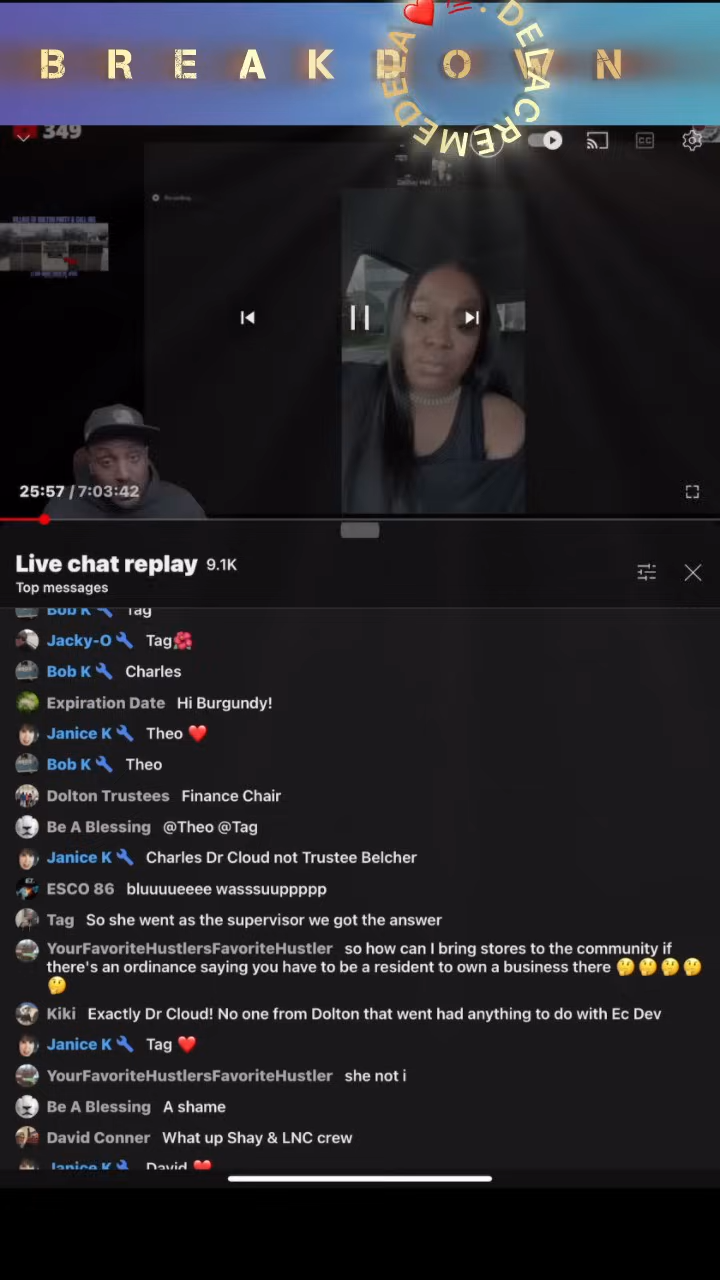 BREAKDOWN
DELACREMEDELA
349
25:57 / 7:03:42
Live chat replay 9.1K
Top messages
Bob K Tag
Jacky-O Tag
Bob K Charles
Expiration Date Hi Burgundy!
Janice K Theo ❤️
Bob K Theo
Dolton Trustees Finance Chair
Be A Blessing @Theo @Tag
Janice K Charles Dr Cloud not Trustee Belcher
ESCO 86 bluuuueeee wasssuuppppp
Tag So she went as the supervisor we got the answer
YourFavoriteHustlersFavoriteHustler so how can I bring stores to the community if
there's an ordinance saying you have to be a resident to own a business there 🤔🤔🤔🤔
🤔
Kiki Exactly Dr Cloud! No one from Dolton that went had anything to do with Ec Dev
Janice K Tag ❤️
YourFavoriteHustlersFavoriteHustler she not i
Be A Blessing A shame
David Conner What up Shay & LNC crew
Janice K David ❤️